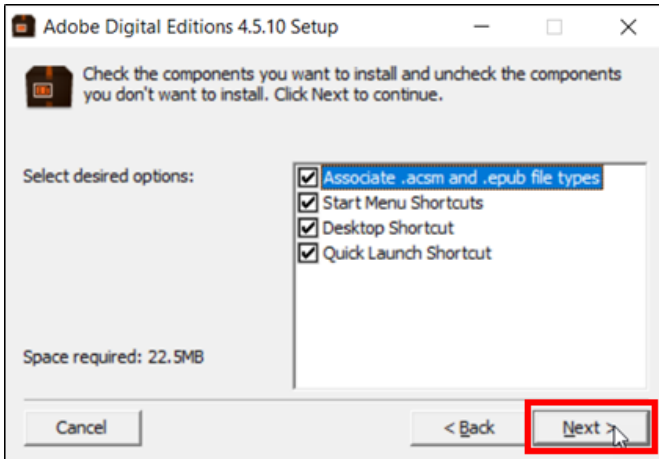 Adobe Digital Editions 4.5.10 Setup
Check the components you want to install and uncheck the components
you don't want to install. Click Next to continue.
Select desired options:
Associate .acsm and .epub file types
Start Menu Shortcuts
Desktop Shortcut
Quick Launch Shortcut
Space required: 22.5MB
Cancel
< Back
Next >